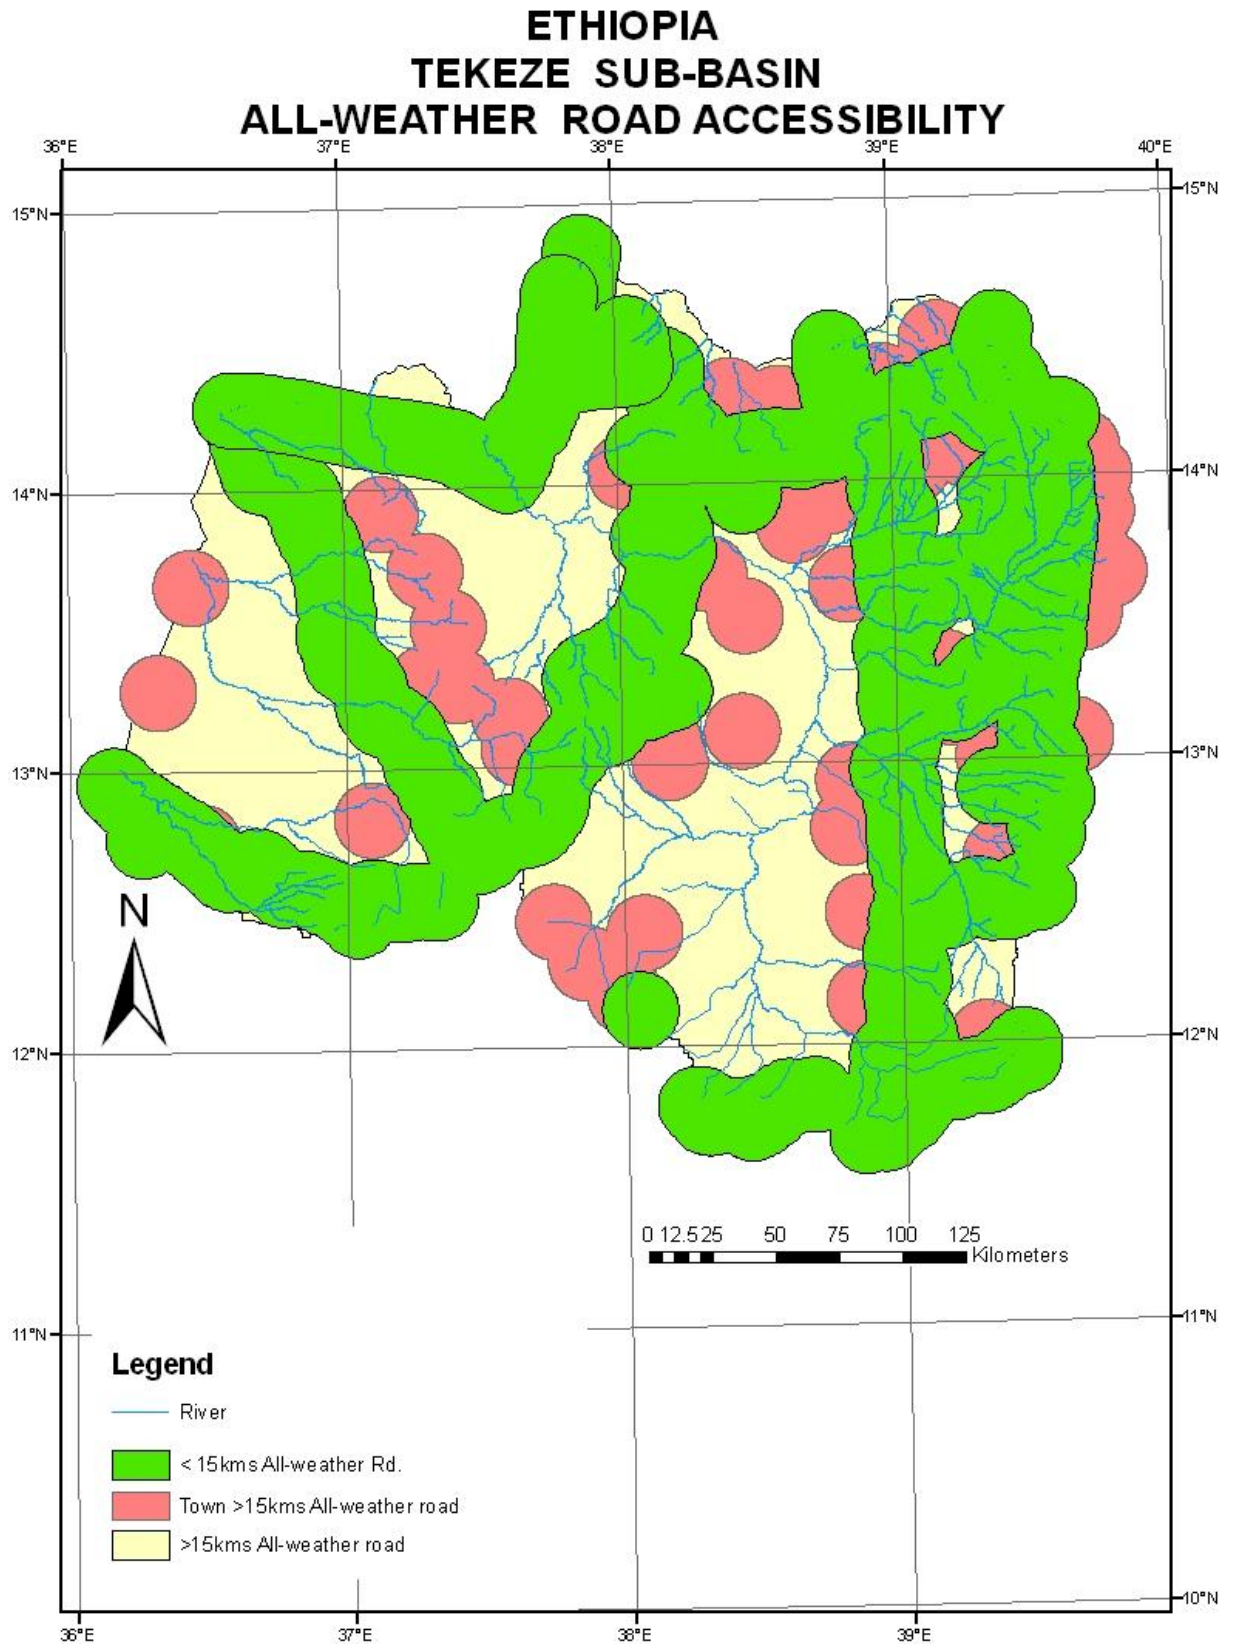 ETHIOPIA
TEKEZE SUB-BASIN
ALL-WEATHER ROAD ACCESSIBILITY
36°E 37°E 38°E 39°E 40°E
15°N 15°N
14°N 14°N
13°N 13°N
N
12°N 12°N
0 12.5 25 50 75 100 125
Kilometers
11°N 11°N
Legend
River
< 15kms All-weather Rd.
Town >15kms All-weather road
>15kms All-weather road
10°N
36°E 37°E 38°E 39°E